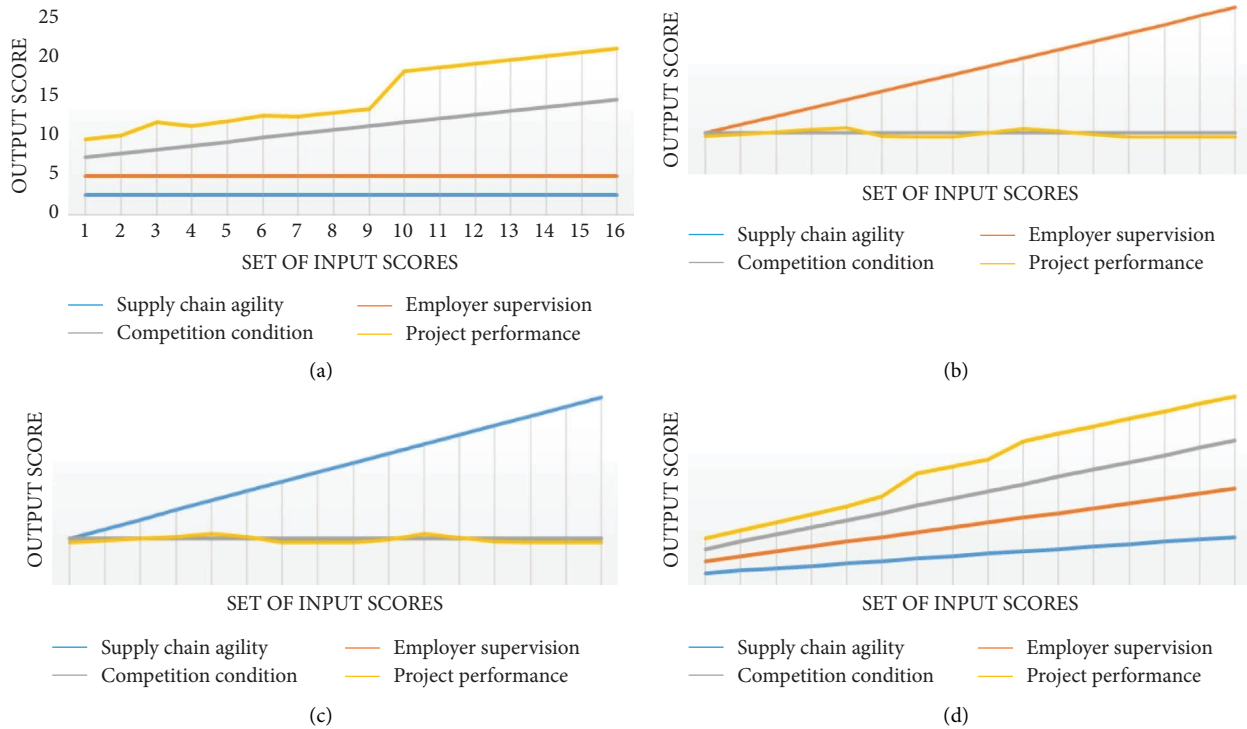 25
20
15
10
5
0
OUTPUT SCORE
1 2 3 4 5 6 7 8 9 10 11 12 13 14 15 16
SET OF INPUT SCORES
Supply chain agility Employer supervision
Competition condition Project performance
(a)
OUTPUT SCORE
SET OF INPUT SCORES
Supply chain agility Employer supervision
Competition condition Project performance
(b)
OUTPUT SCORE
SET OF INPUT SCORES
Supply chain agility Employer supervision
Competition condition Project performance
(c)
OUTPUT SCORE
SET OF INPUT SCORES
Supply chain agility Employer supervision
Competition condition Project performance
(d)